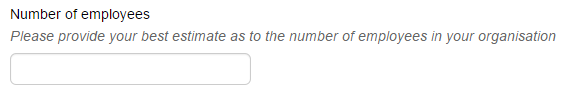 Number of employees
Please provide your best estimate as to the number of employees in your organisation